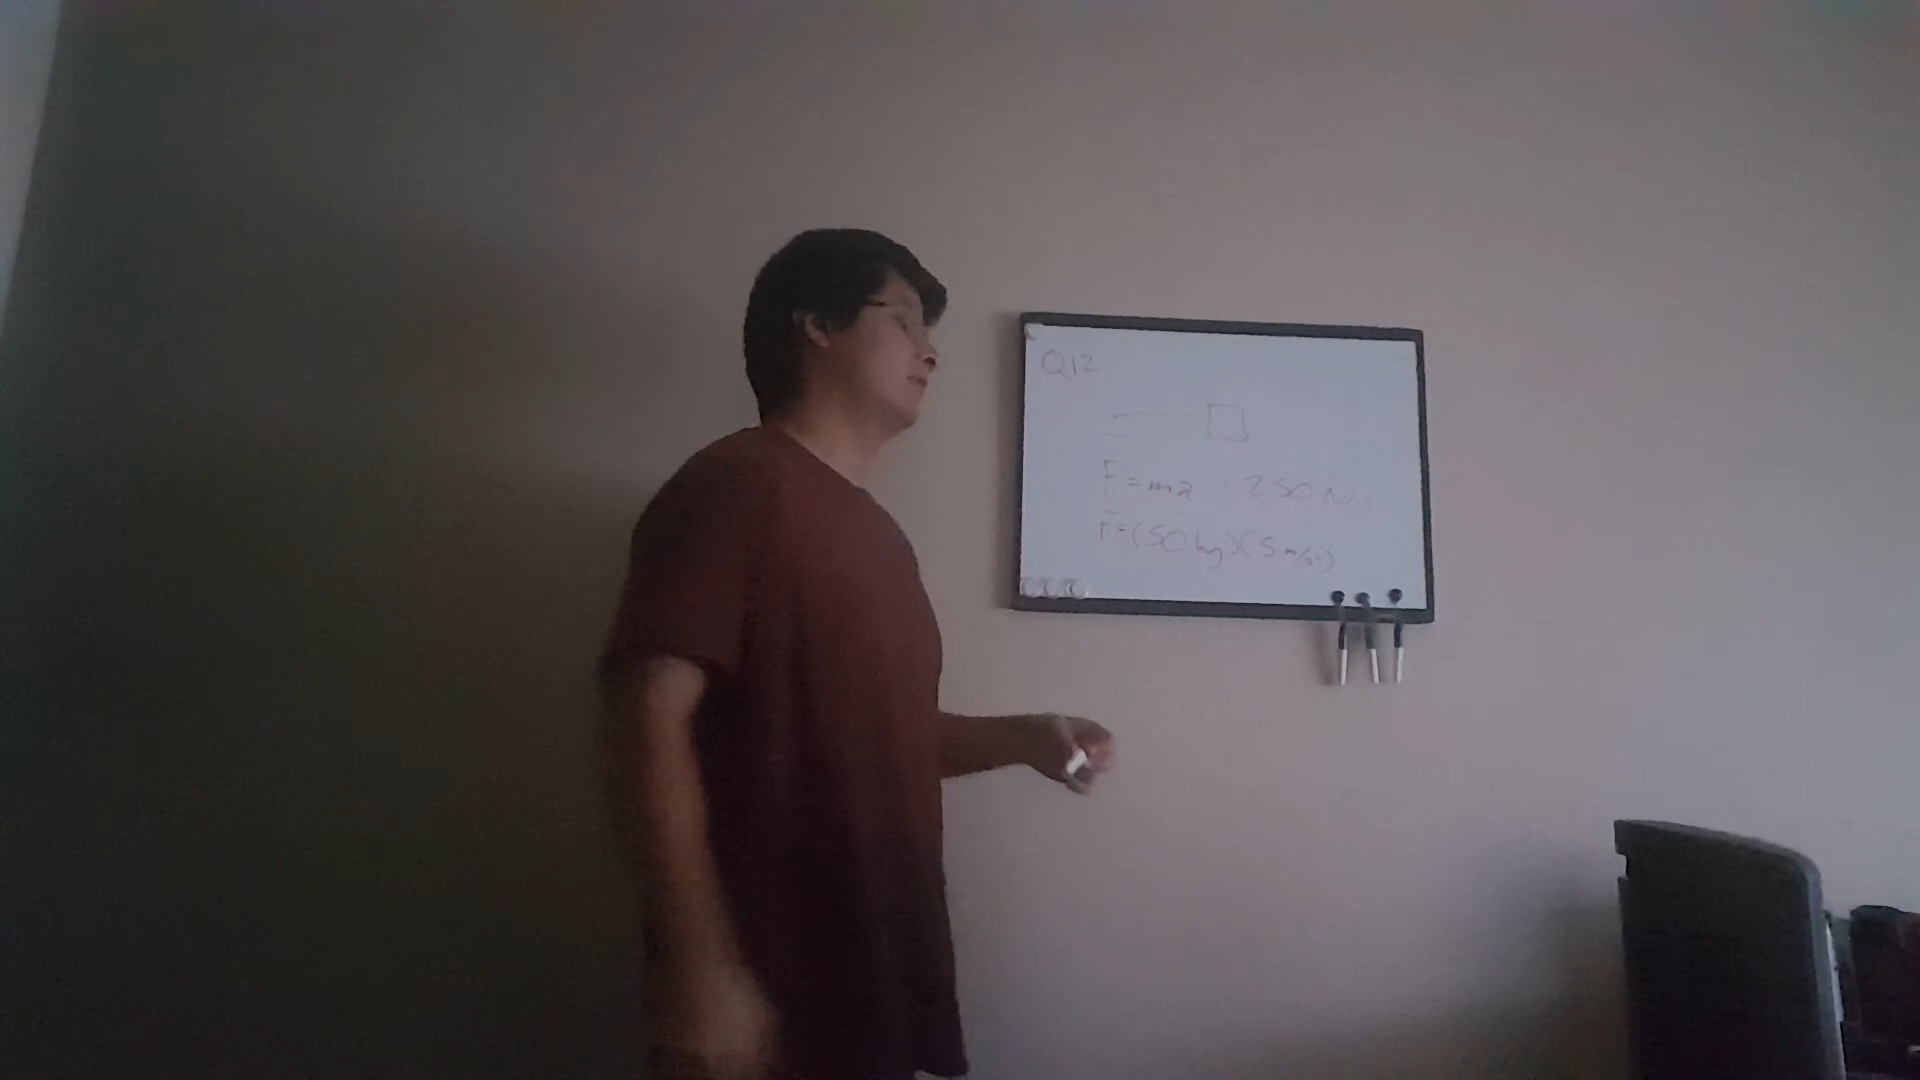 Q12
F = ma 250 N
F = (50 kg)(5 m/s²)